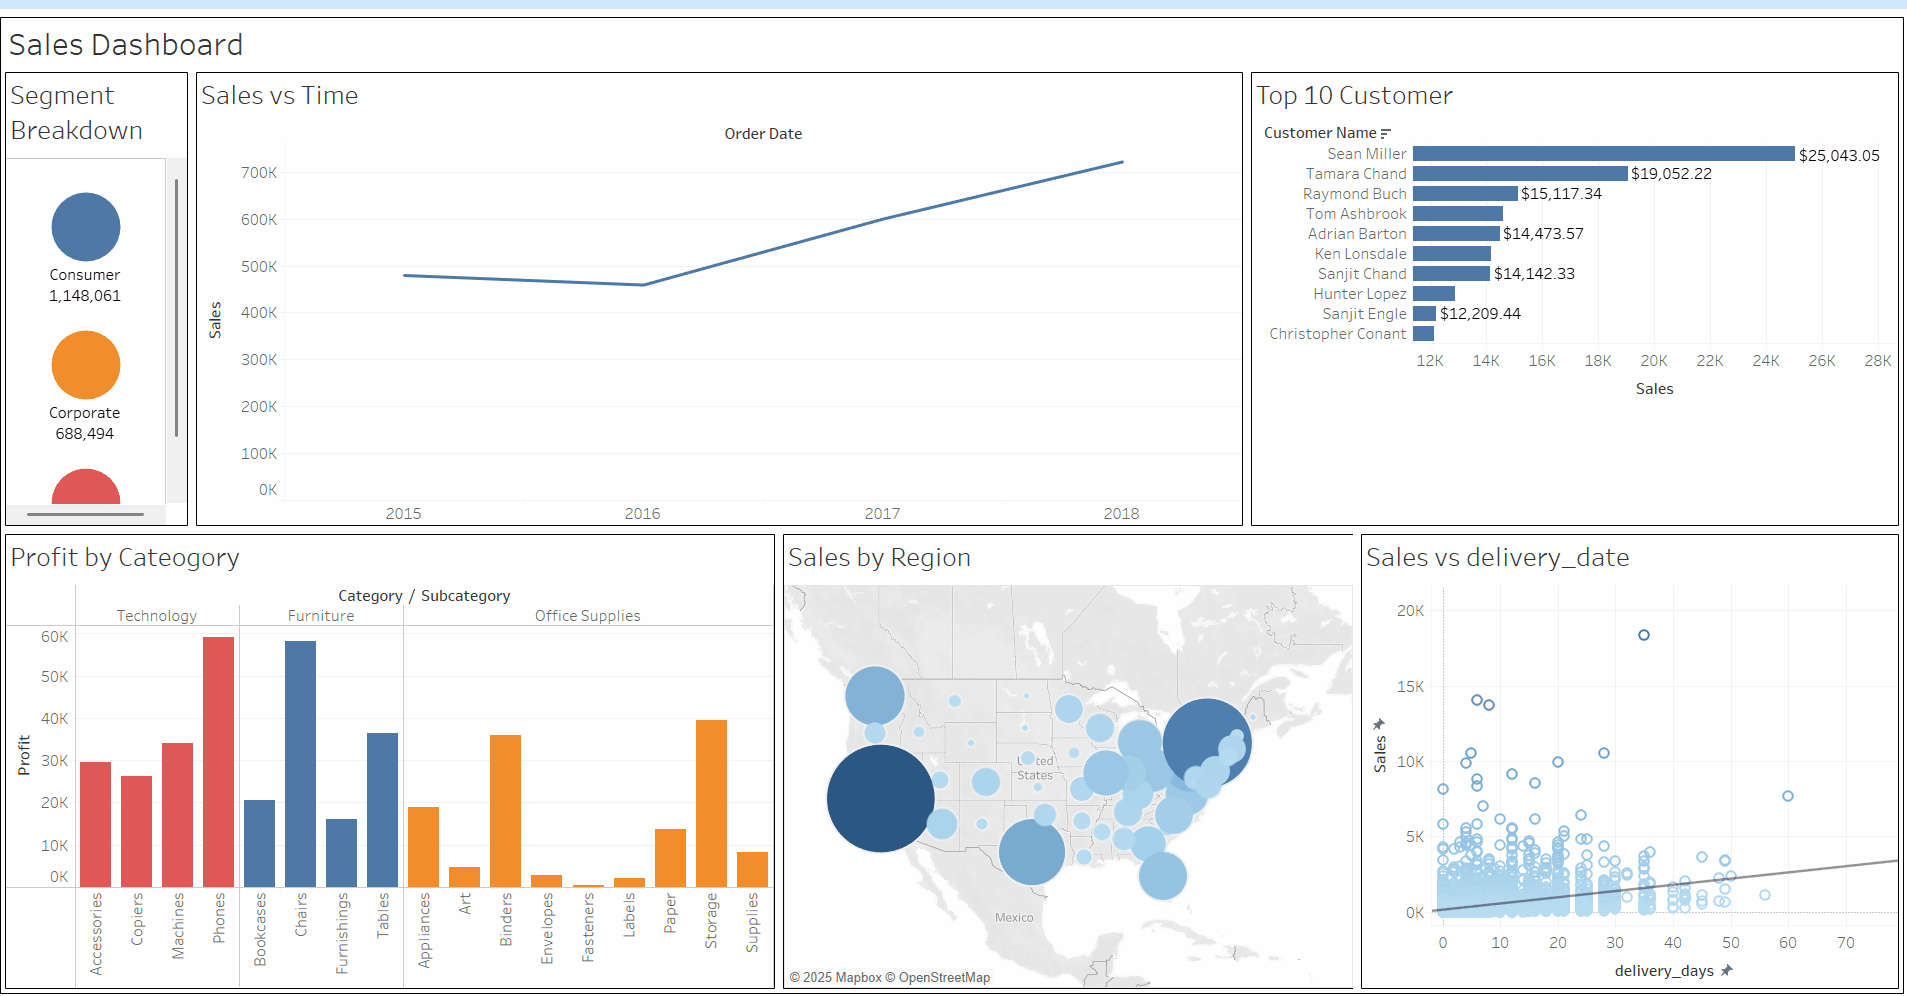 Sales Dashboard
Segment
Breakdown
Consumer
1,148,061
Corporate
688,494
Sales vs Time
Order Date
Sales
700K
600K
500K
400K
300K
200K
100K
0K
2015 2016 2017 2018
Top 10 Customer
Customer Name
Sean Miller $25,043.05
Tamara Chand $19,052.22
Raymond Buch $15,117.34
Tom Ashbrook
Adrian Barton $14,473.57
Ken Lonsdale
Sanjit Chand $14,142.33
Hunter Lopez
Sanjit Engle $12,209.44
Christopher Conant
12K 14K 16K 18K 20K 22K 24K 26K 28K
Sales
Profit by Cateogory
Category / Subcategory
Technology Furniture Office Supplies
Profit
60K
50K
40K
30K
20K
10K
0K
Accessories
Copiers
Machines
Phones
Bookcases
Chairs
Furnishings
Tables
Appliances
Art
Binders
Envelopes
Fasteners
Labels
Paper
Storage
Supplies
Sales by Region
United
States
Mexico
© 2025 Mapbox © OpenStreetMap
Sales vs delivery_date
Sales
20K
15K
10K
5K
0K
0 10 20 30 40 50 60 70
delivery_days